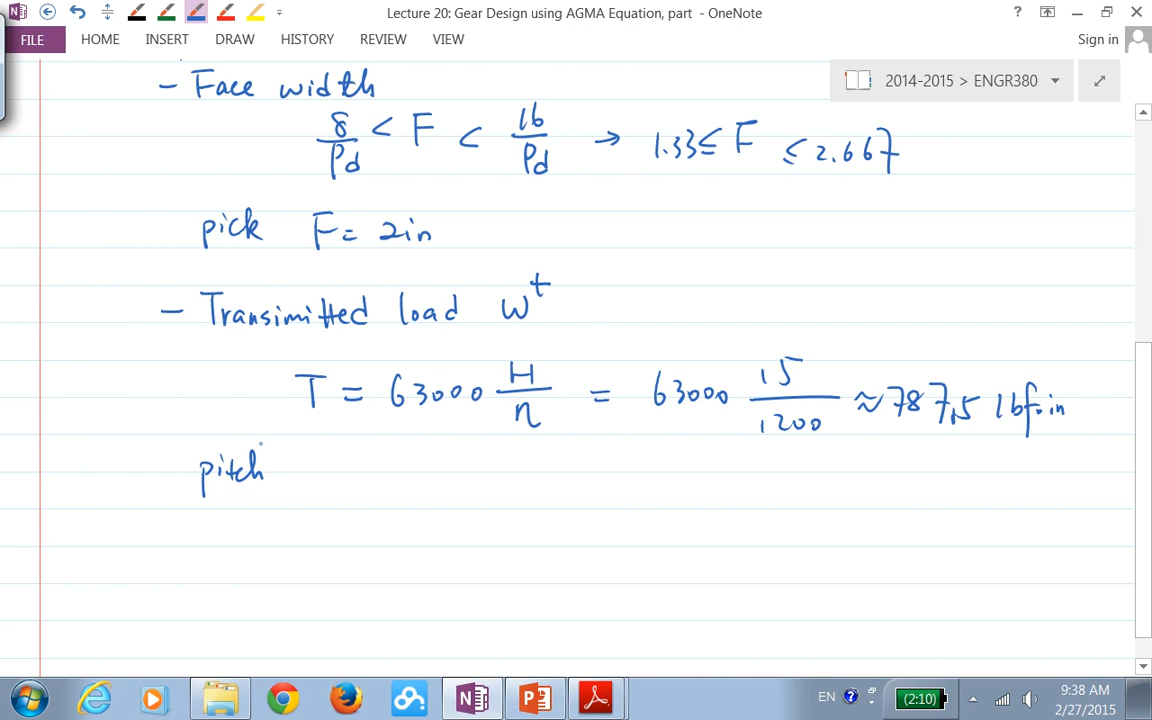 Lecture 20: Gear Design using AGMA Equation, part - OneNote
FILE HOME INSERT DRAW HISTORY REVIEW VIEW Sign in
2014-2015 > ENGR380
- Face width
8/Pd < F < 16/Pd → 1.33 ≤ F ≤ 2.667
pick F = 2in
- Transimitted load W^t
T = 63000 H/n = 63000 15/1200 ≈ 787.5 lbf·in
pitch
EN (2:10) 9:38 AM
2/27/2015